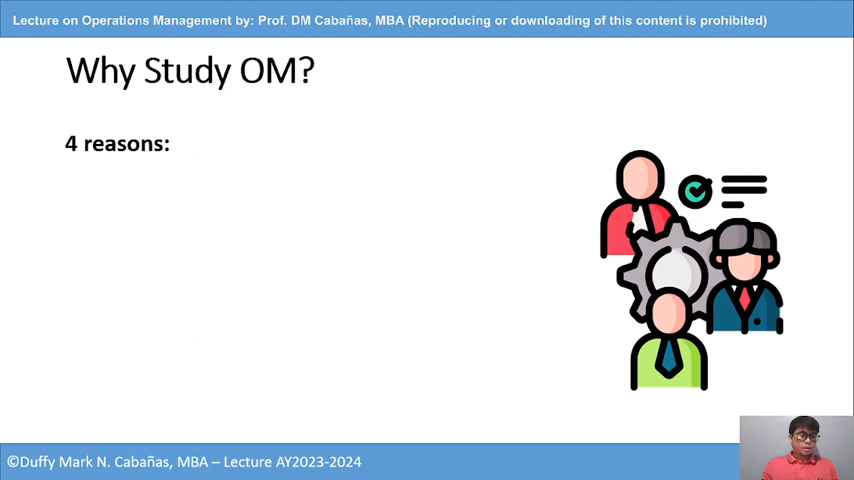 Lecture on Operations Management by: Prof. DM Cabañas, MBA (Reproducing or downloading of this content is prohibited)
Why Study OM?
4 reasons:
©Duffy Mark N. Cabañas, MBA – Lecture AY2023-2024